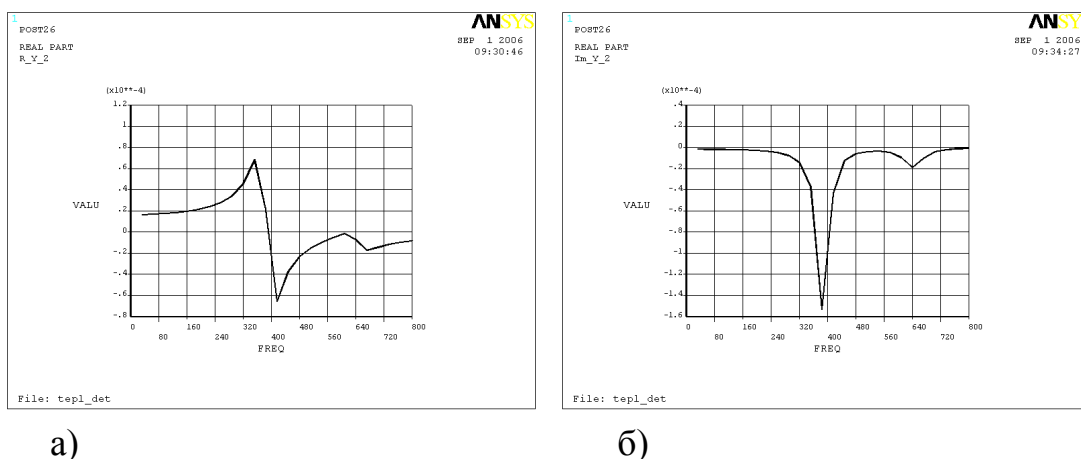 1
ANSYS
POST26
SEP 1 2006
09:30:46
REAL PART
R_Y_2
(x10**-4)
1.2
1
.8
.6
.4
.2
0
-.2
-.4
-.6
-.8
VALU
0
80
160
240
320
400
480
560
640
720
800
FREQ
File: tepl_det
a)
1
ANSYS
POST26
SEP 1 2006
09:34:27
REAL PART
Im_Y_2
(x10**-4)
.4
.2
0
-.2
-.4
-.6
-.8
-1
-1.2
-1.4
-1.6
VALU
0
80
160
240
320
400
480
560
640
720
800
FREQ
File: tepl_det
б)